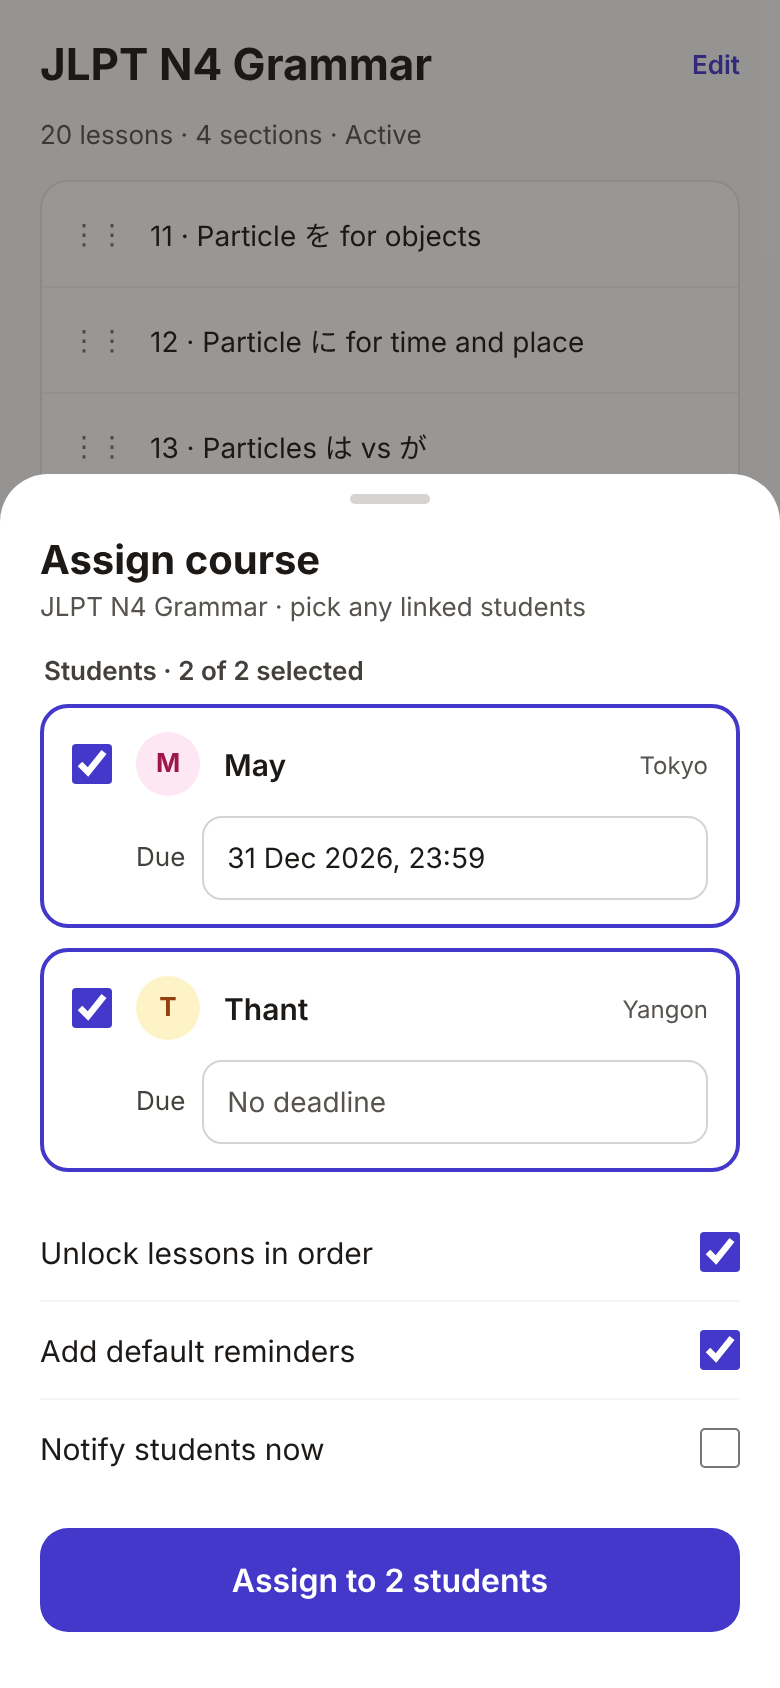 JLPT N4 Grammar
Edit
20 lessons · 4 sections · Active
11 · Particle を for objects
12 · Particle に for time and place
13 · Particles は vs が
Assign course
JLPT N4 Grammar · pick any linked students
Students · 2 of 2 selected
M May Tokyo
Due 31 Dec 2026, 23:59
T Thant Yangon
Due No deadline
Unlock lessons in order
Add default reminders
Notify students now
Assign to 2 students